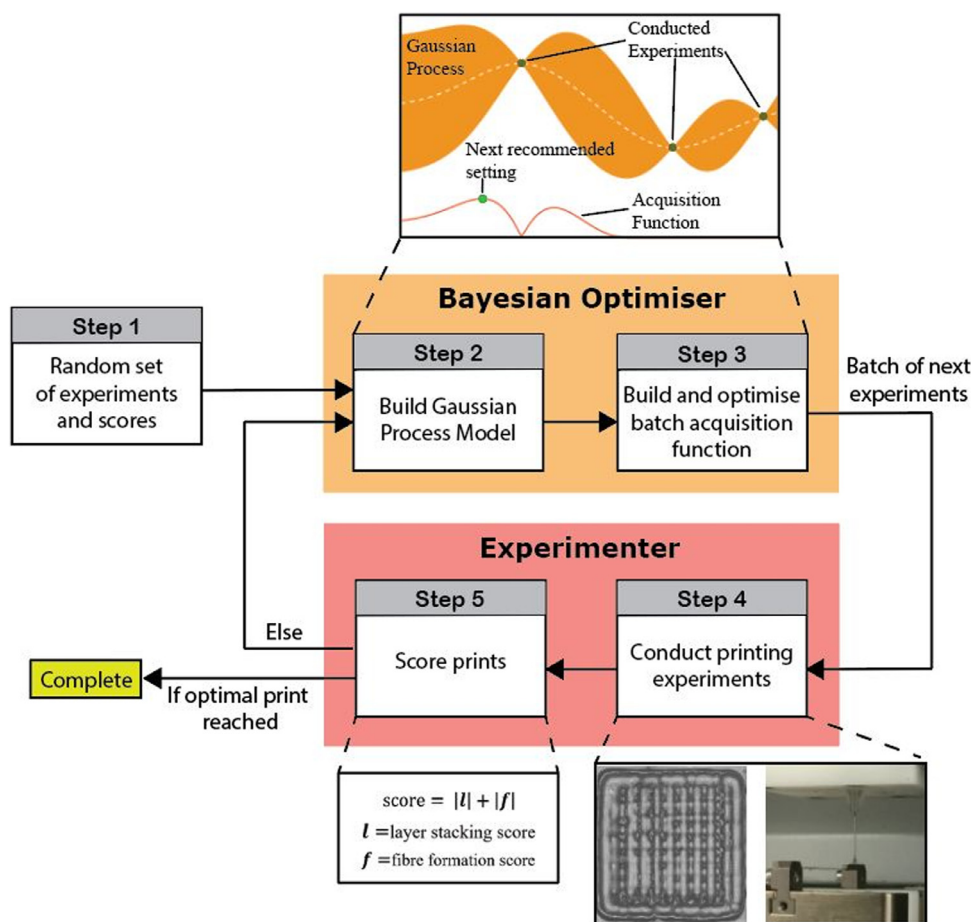 Gaussian
Process
Conducted
Experiments
Next recommended
setting
Acquisition
Function
Bayesian Optimiser
Step 1
Random set
of experiments
and scores
Step 2
Build Gaussian
Process Model
Step 3
Build and optimise
batch acquisition
function
Batch of next
experiments
Experimenter
Step 5
Score prints
Step 4
Conduct printing
experiments
Else
Complete
If optimal print
reached
score = |l| + |f|
l =layer stacking score
f =fibre formation score